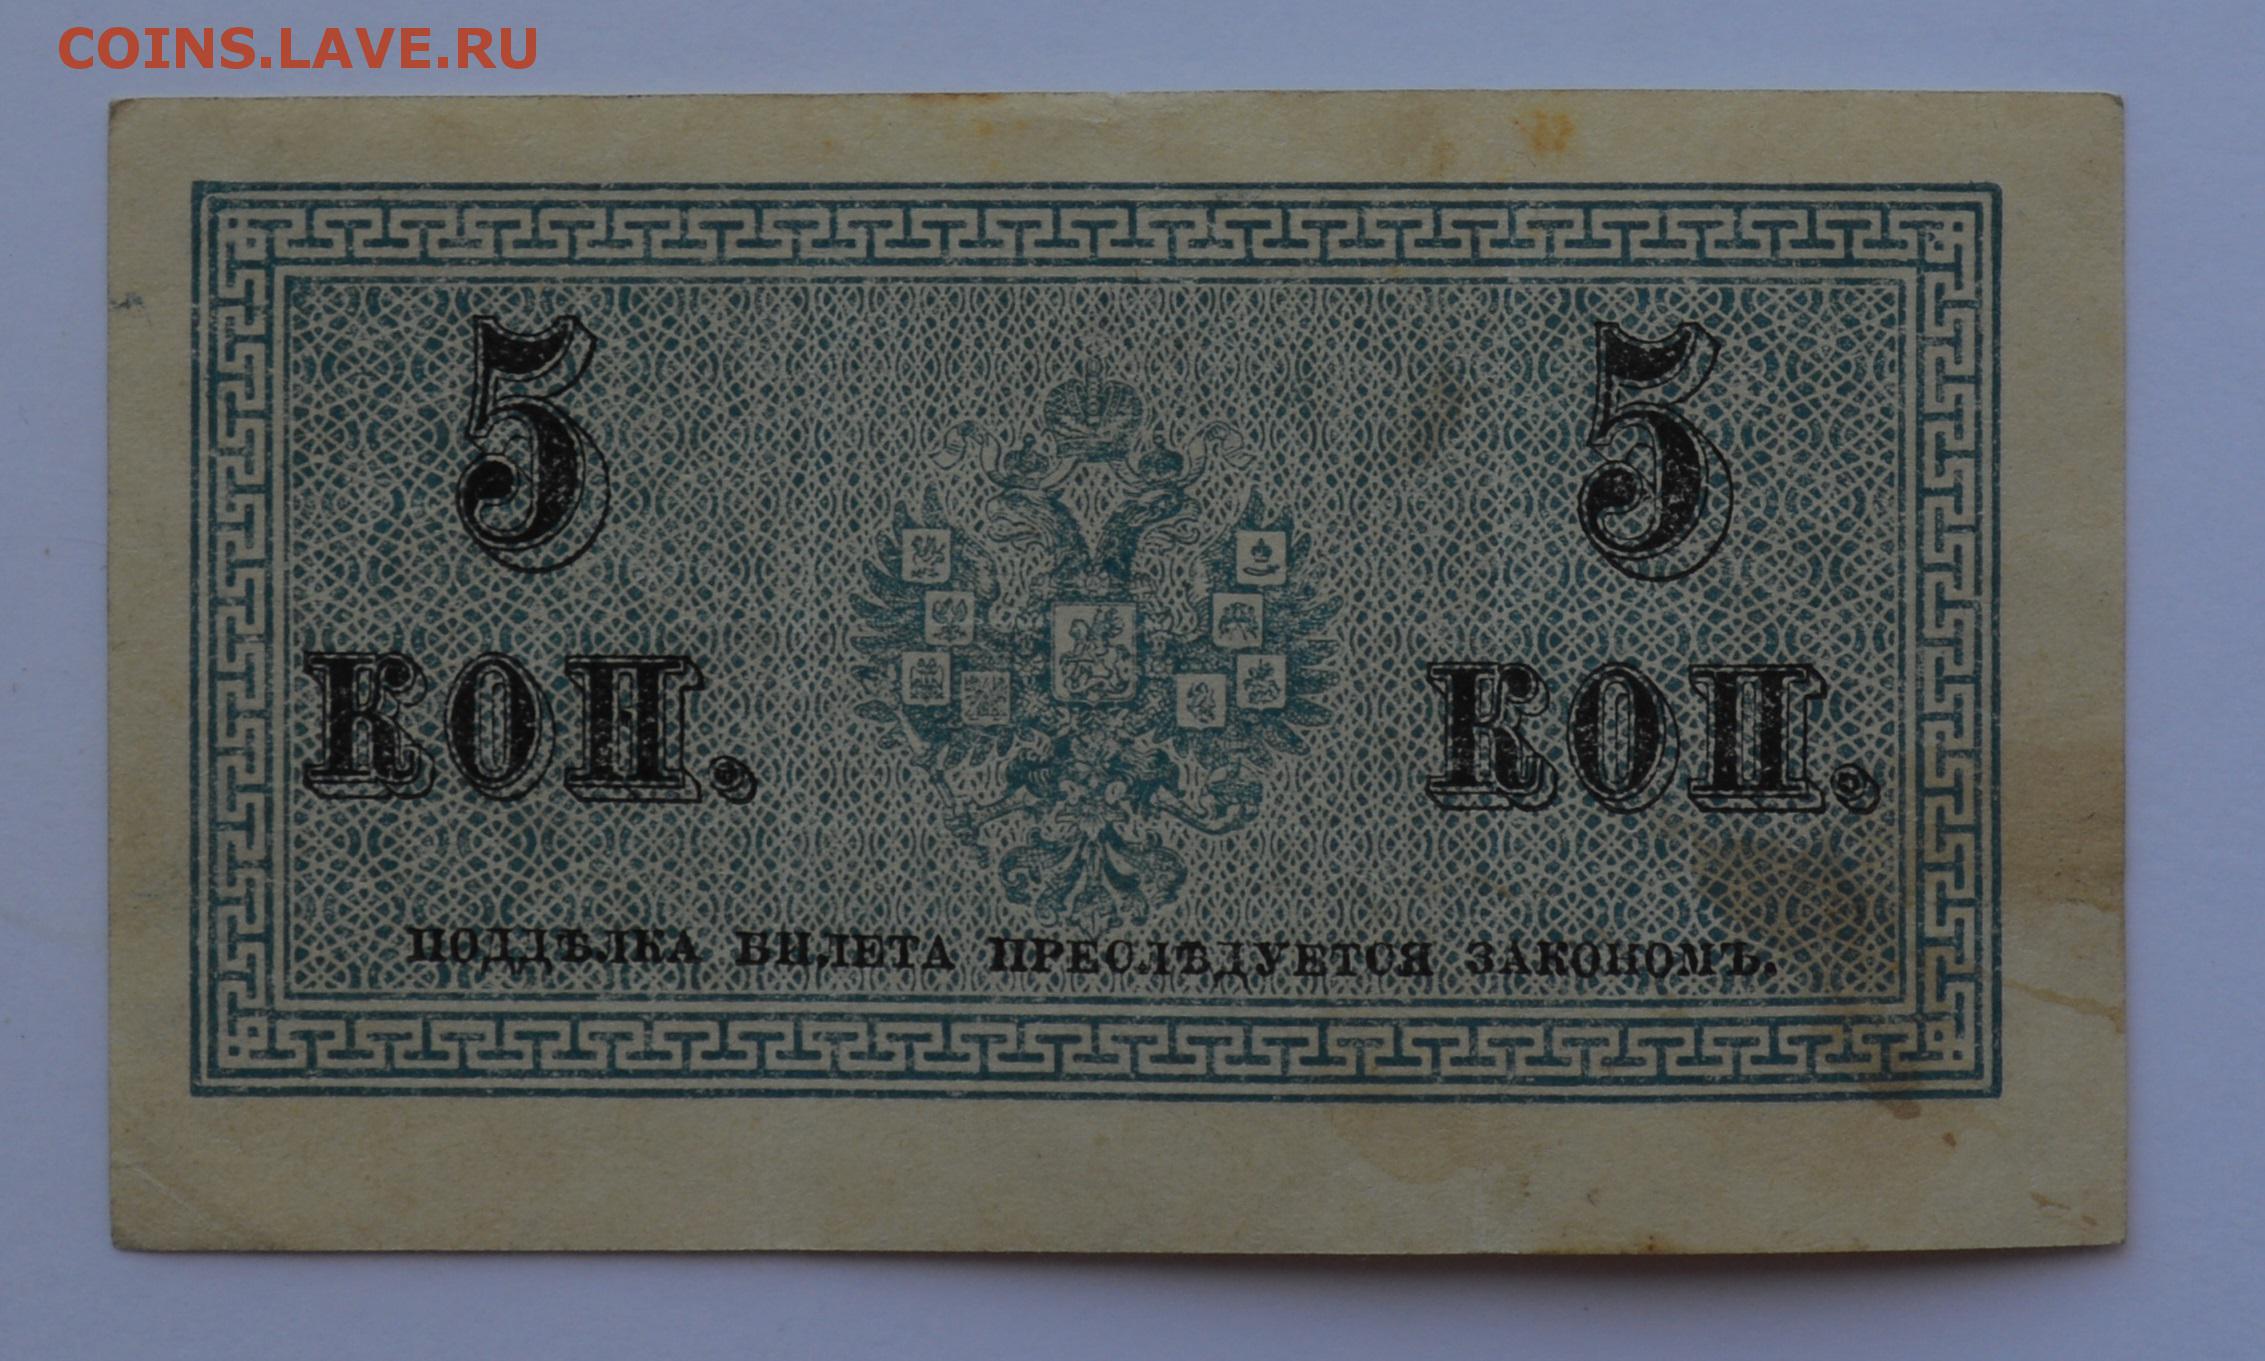 COINS.LAVE.RU
5 5
КОП. КОП.
ПОДДѢЛКА БИЛЕТА ПРЕСЛѢДУЕТСЯ ЗАКОНОМЪ.